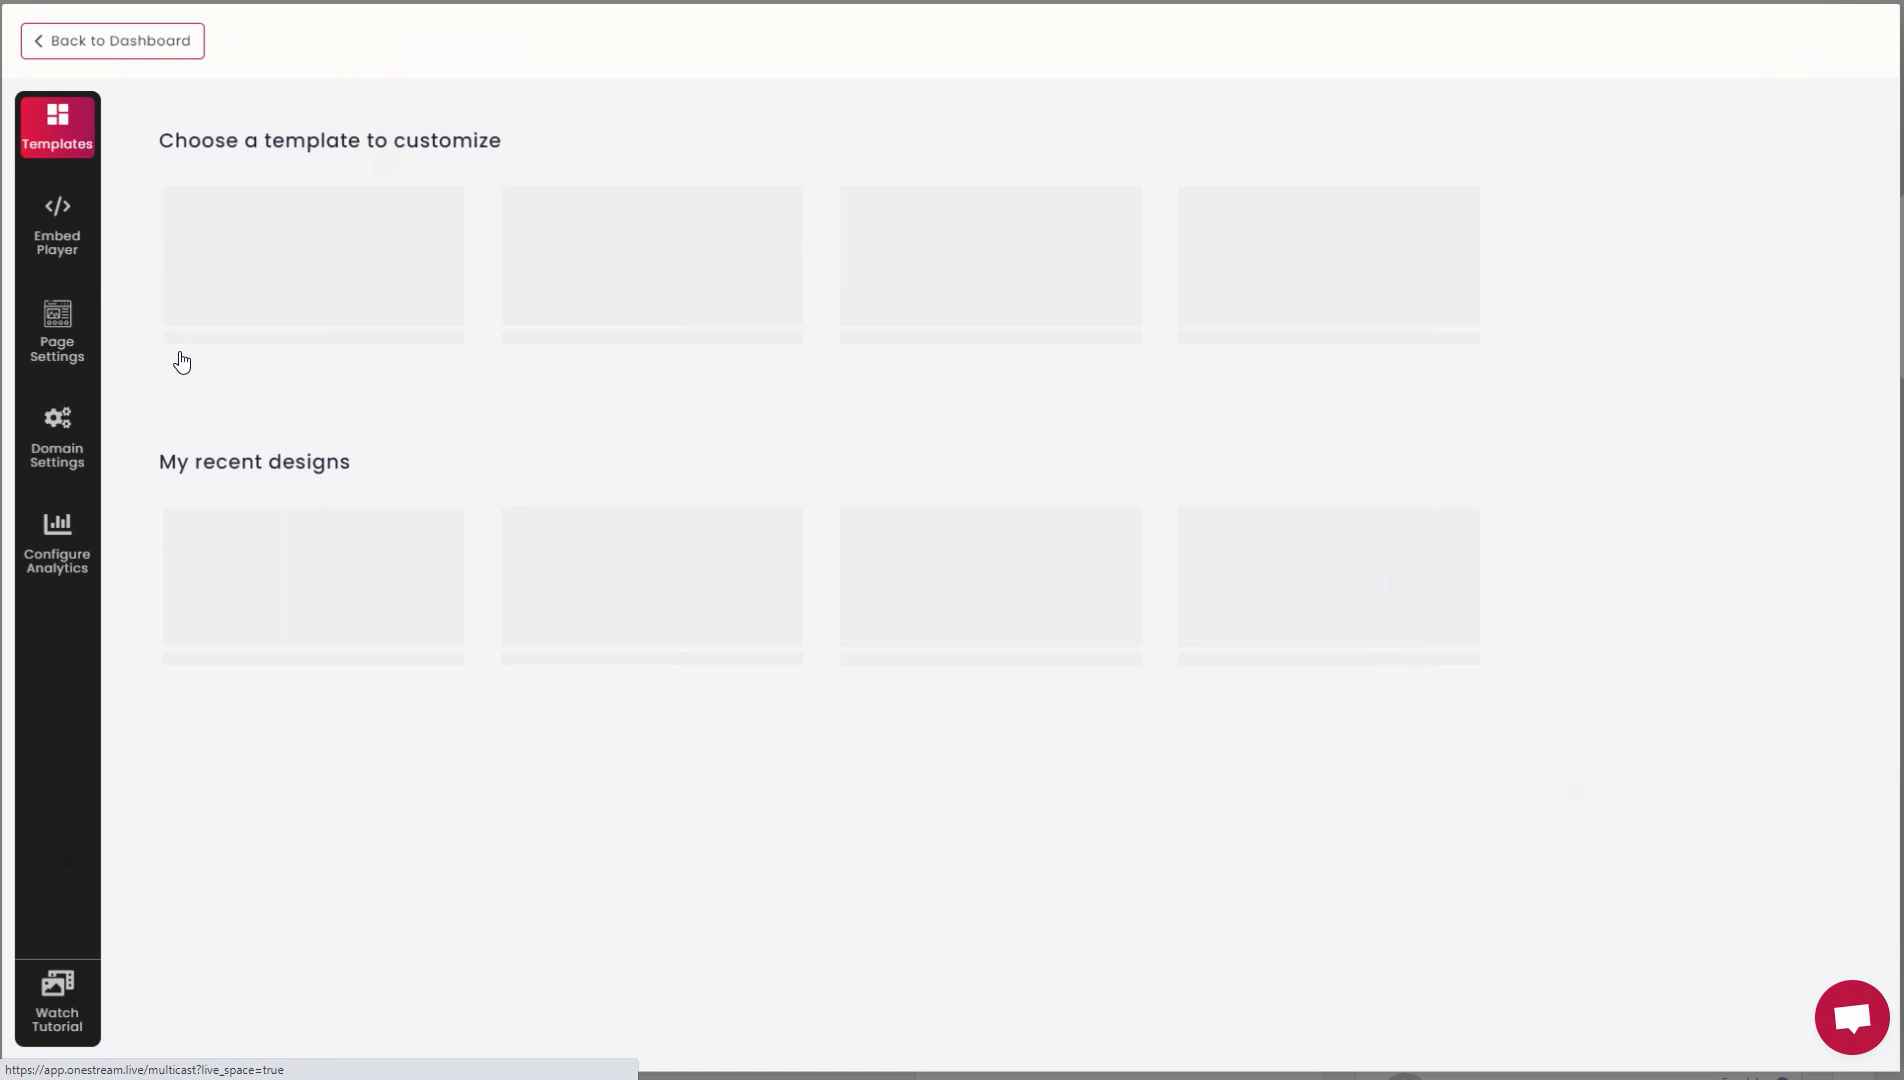 Back to Dashboard
Templates
Choose a template to customize
Embed
Player
Page
Settings
Domain
Settings
My recent designs
Configure
Analytics
Watch
Tutorial
https://app.onestream.live/multicast?live_space=true